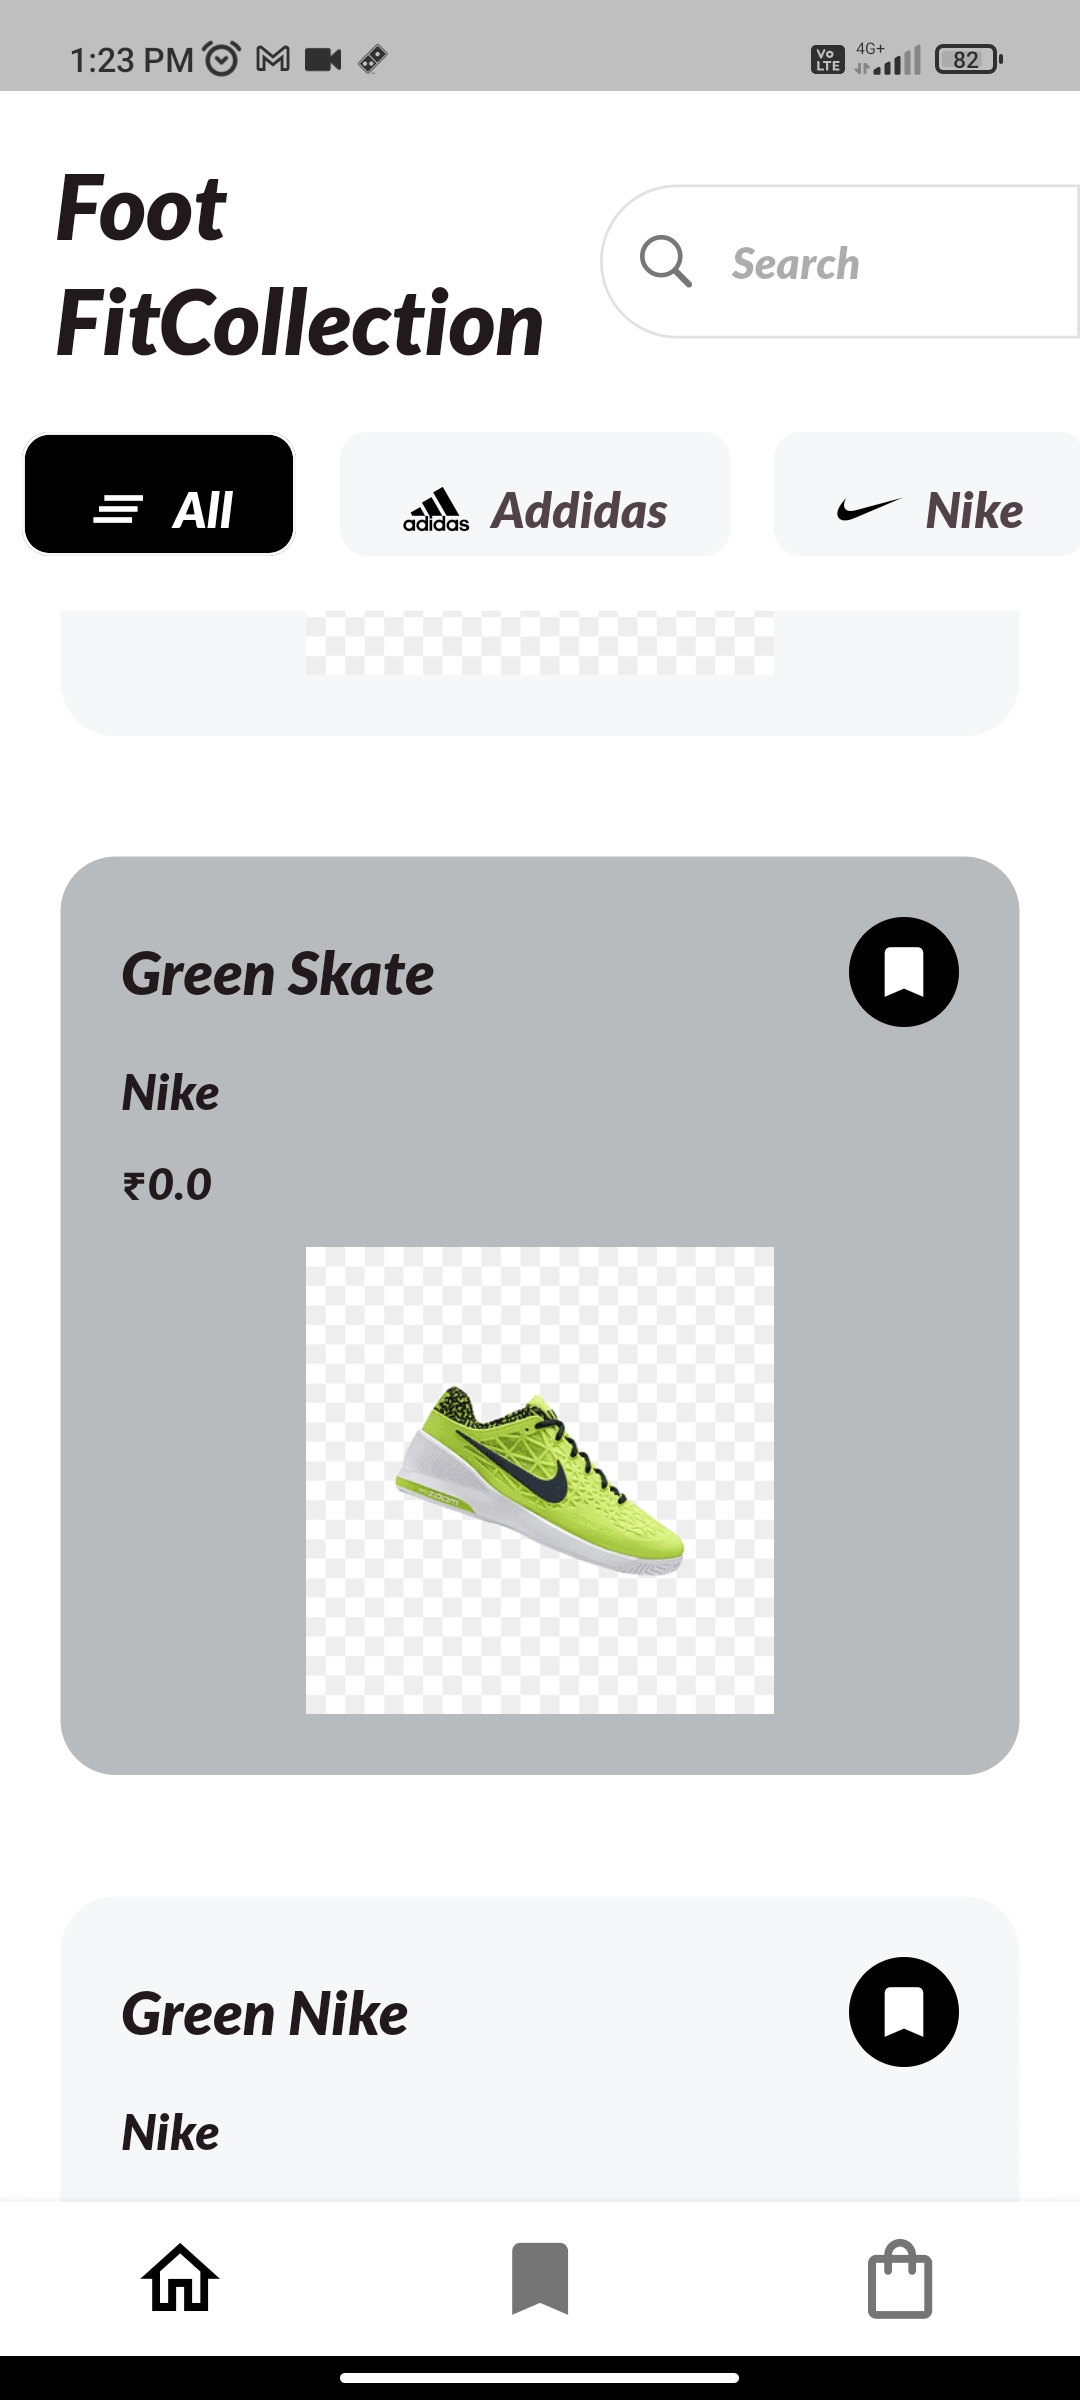 1:23 PM
Vo LTE 4G+ 82
Foot
FitCollection
Search
All
adidas Addidas
Nike
Green Skate
Nike
₹0.0
zoom
Green Nike
Nike